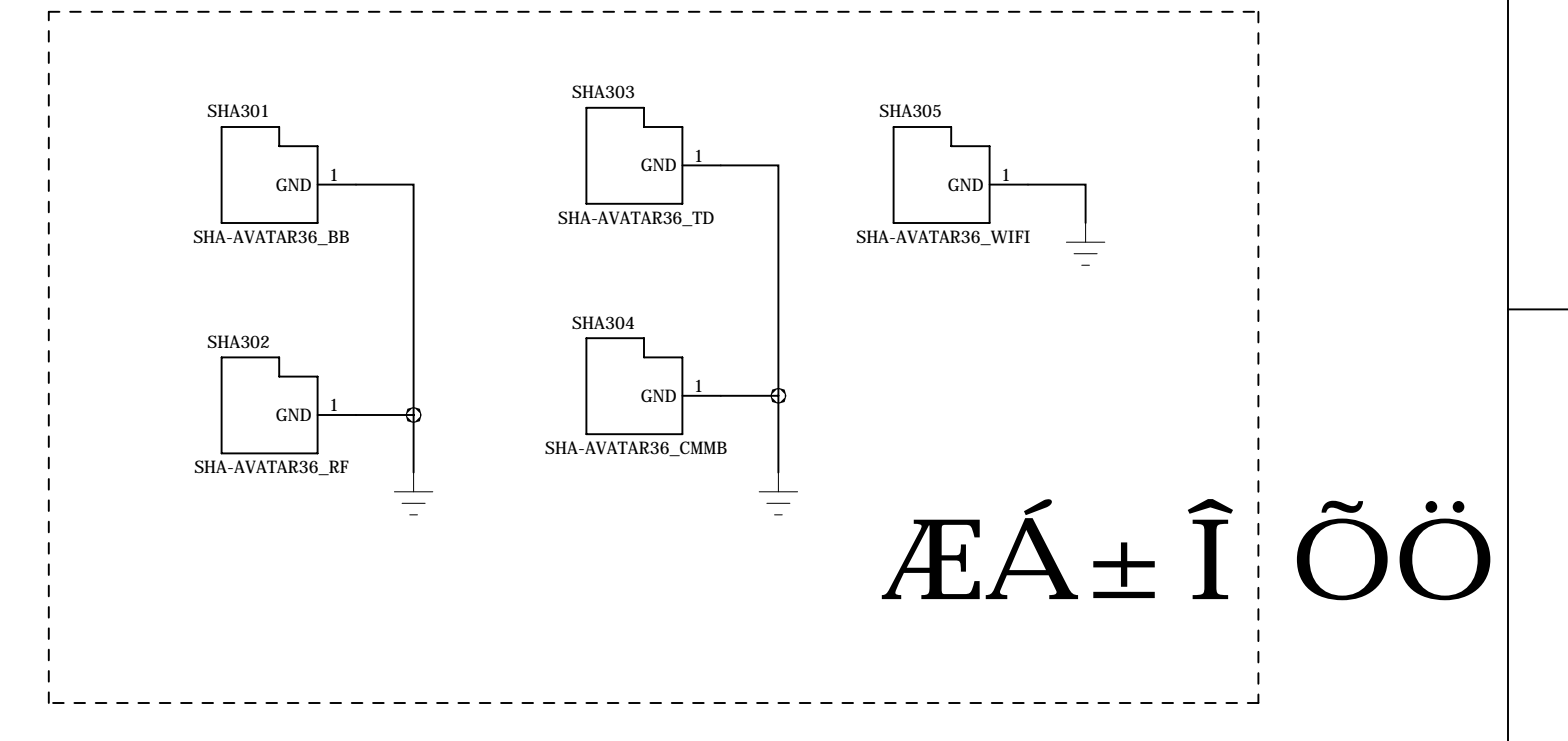 SHA301
GND 1
SHA-AVATAR36_BB
SHA302
GND 1
SHA-AVATAR36_RF
SHA303
GND 1
SHA-AVATAR36_TD
SHA304
GND 1
SHA-AVATAR36_CMMB
SHA305
GND 1
SHA-AVATAR36_WIFI
ÆÁ±Î ÕÖ